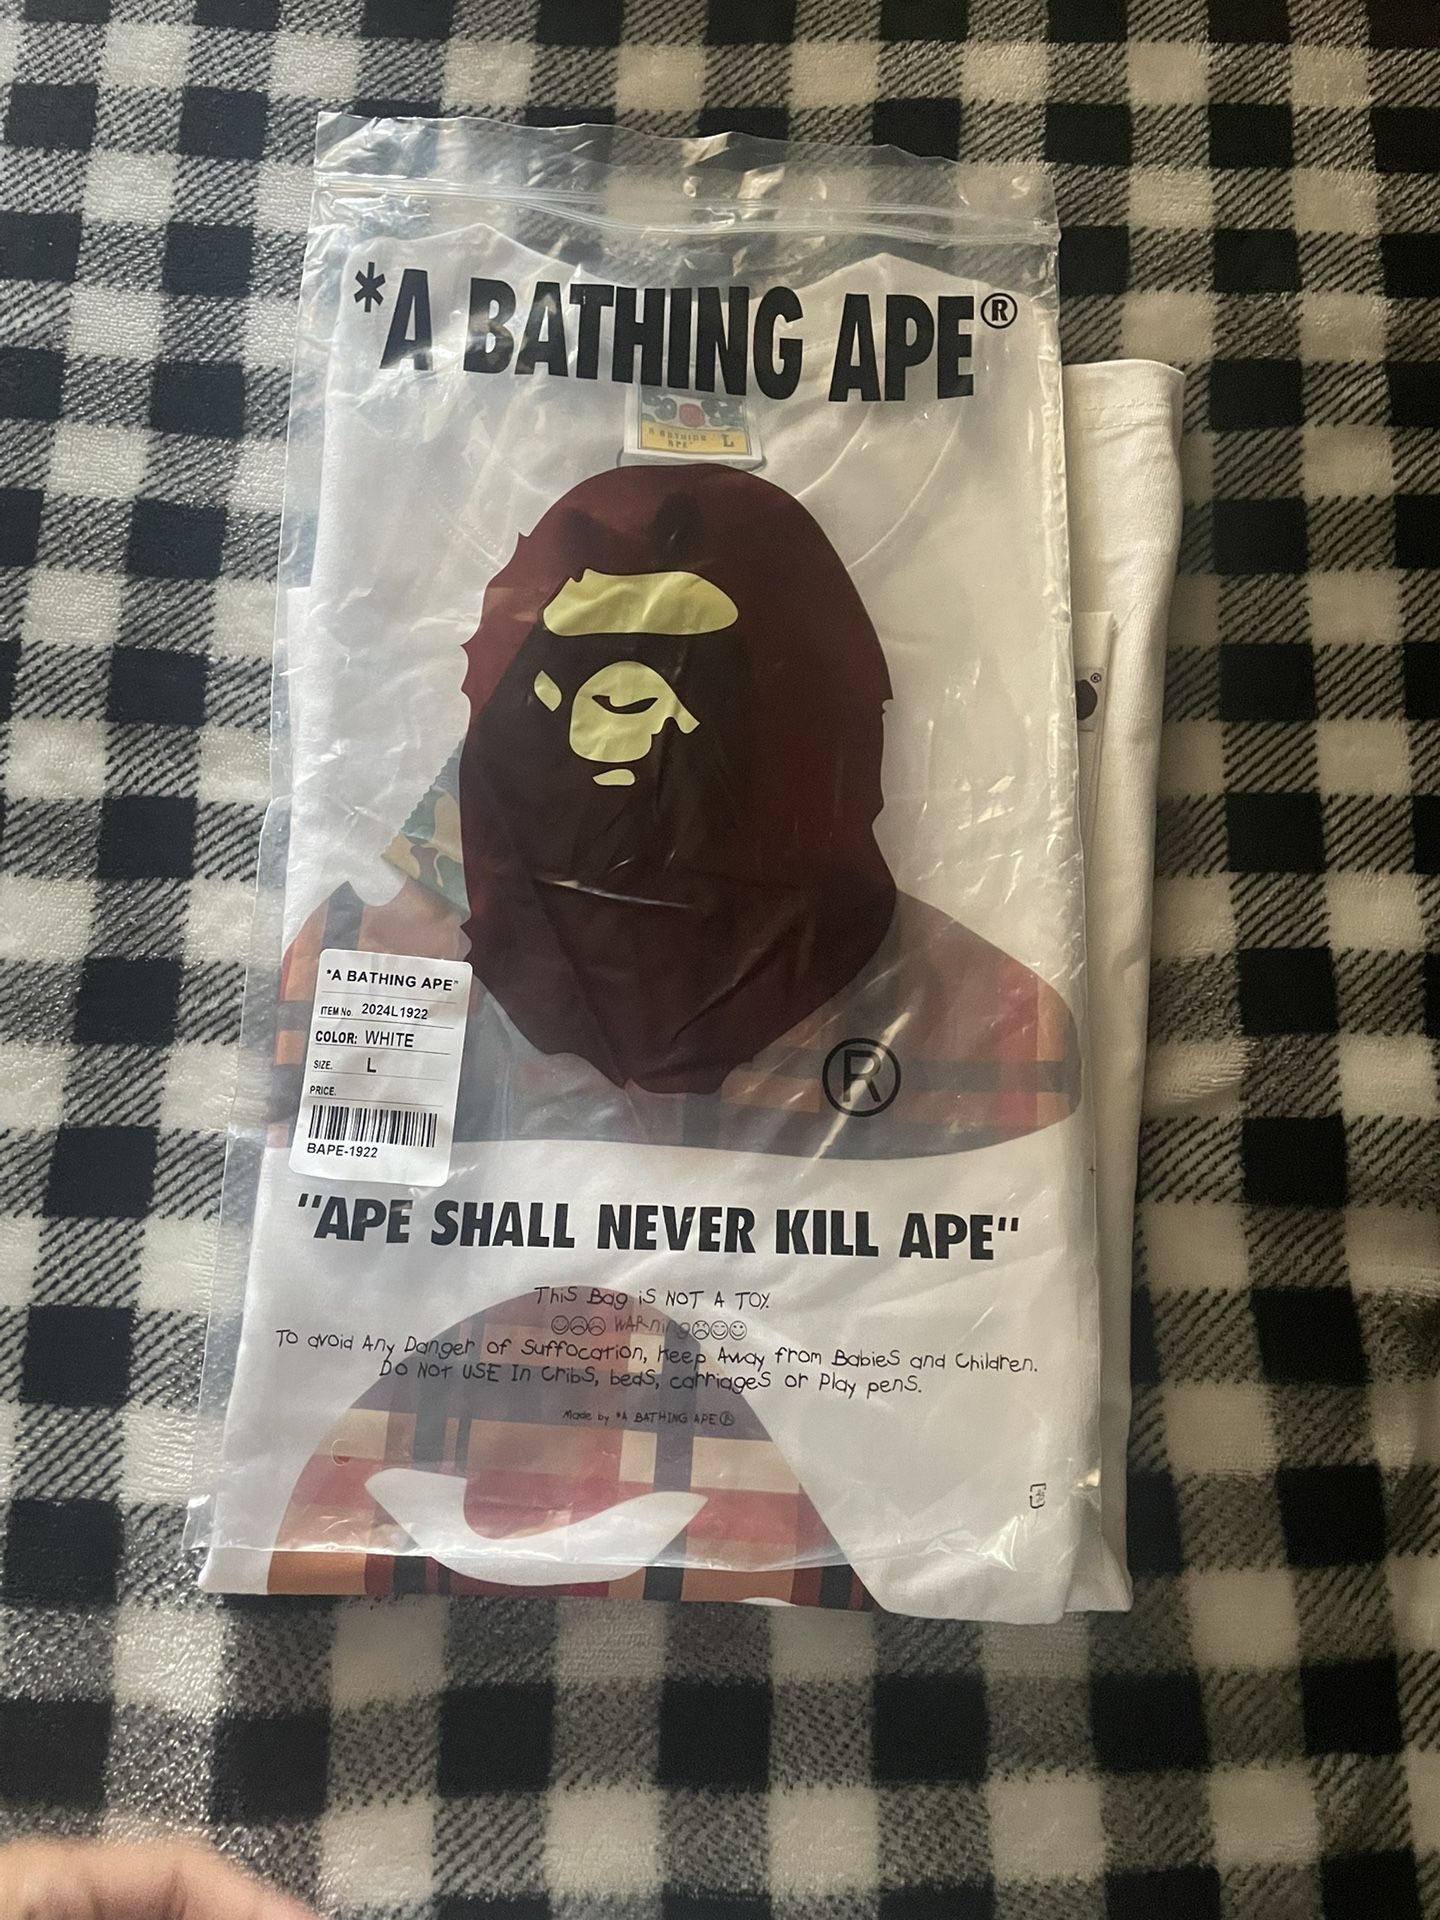 *A BATHING APE®
A BATHING L
APE®
®
*A BATHING APE™
ITEM No. 2024L1922
COLOR: WHITE
SIZE. L
PRICE.
BAPE-1922
®
"APE SHALL NEVER KILL APE"
THiS Bag iS NOT A TOY.
WARning
TO avoid Any Danger of Suffocation, Keep Away from Babies and Children.
DO NOT USE In Cribs, beds, carriages or Play pens.
Made by *A BATHING APE®